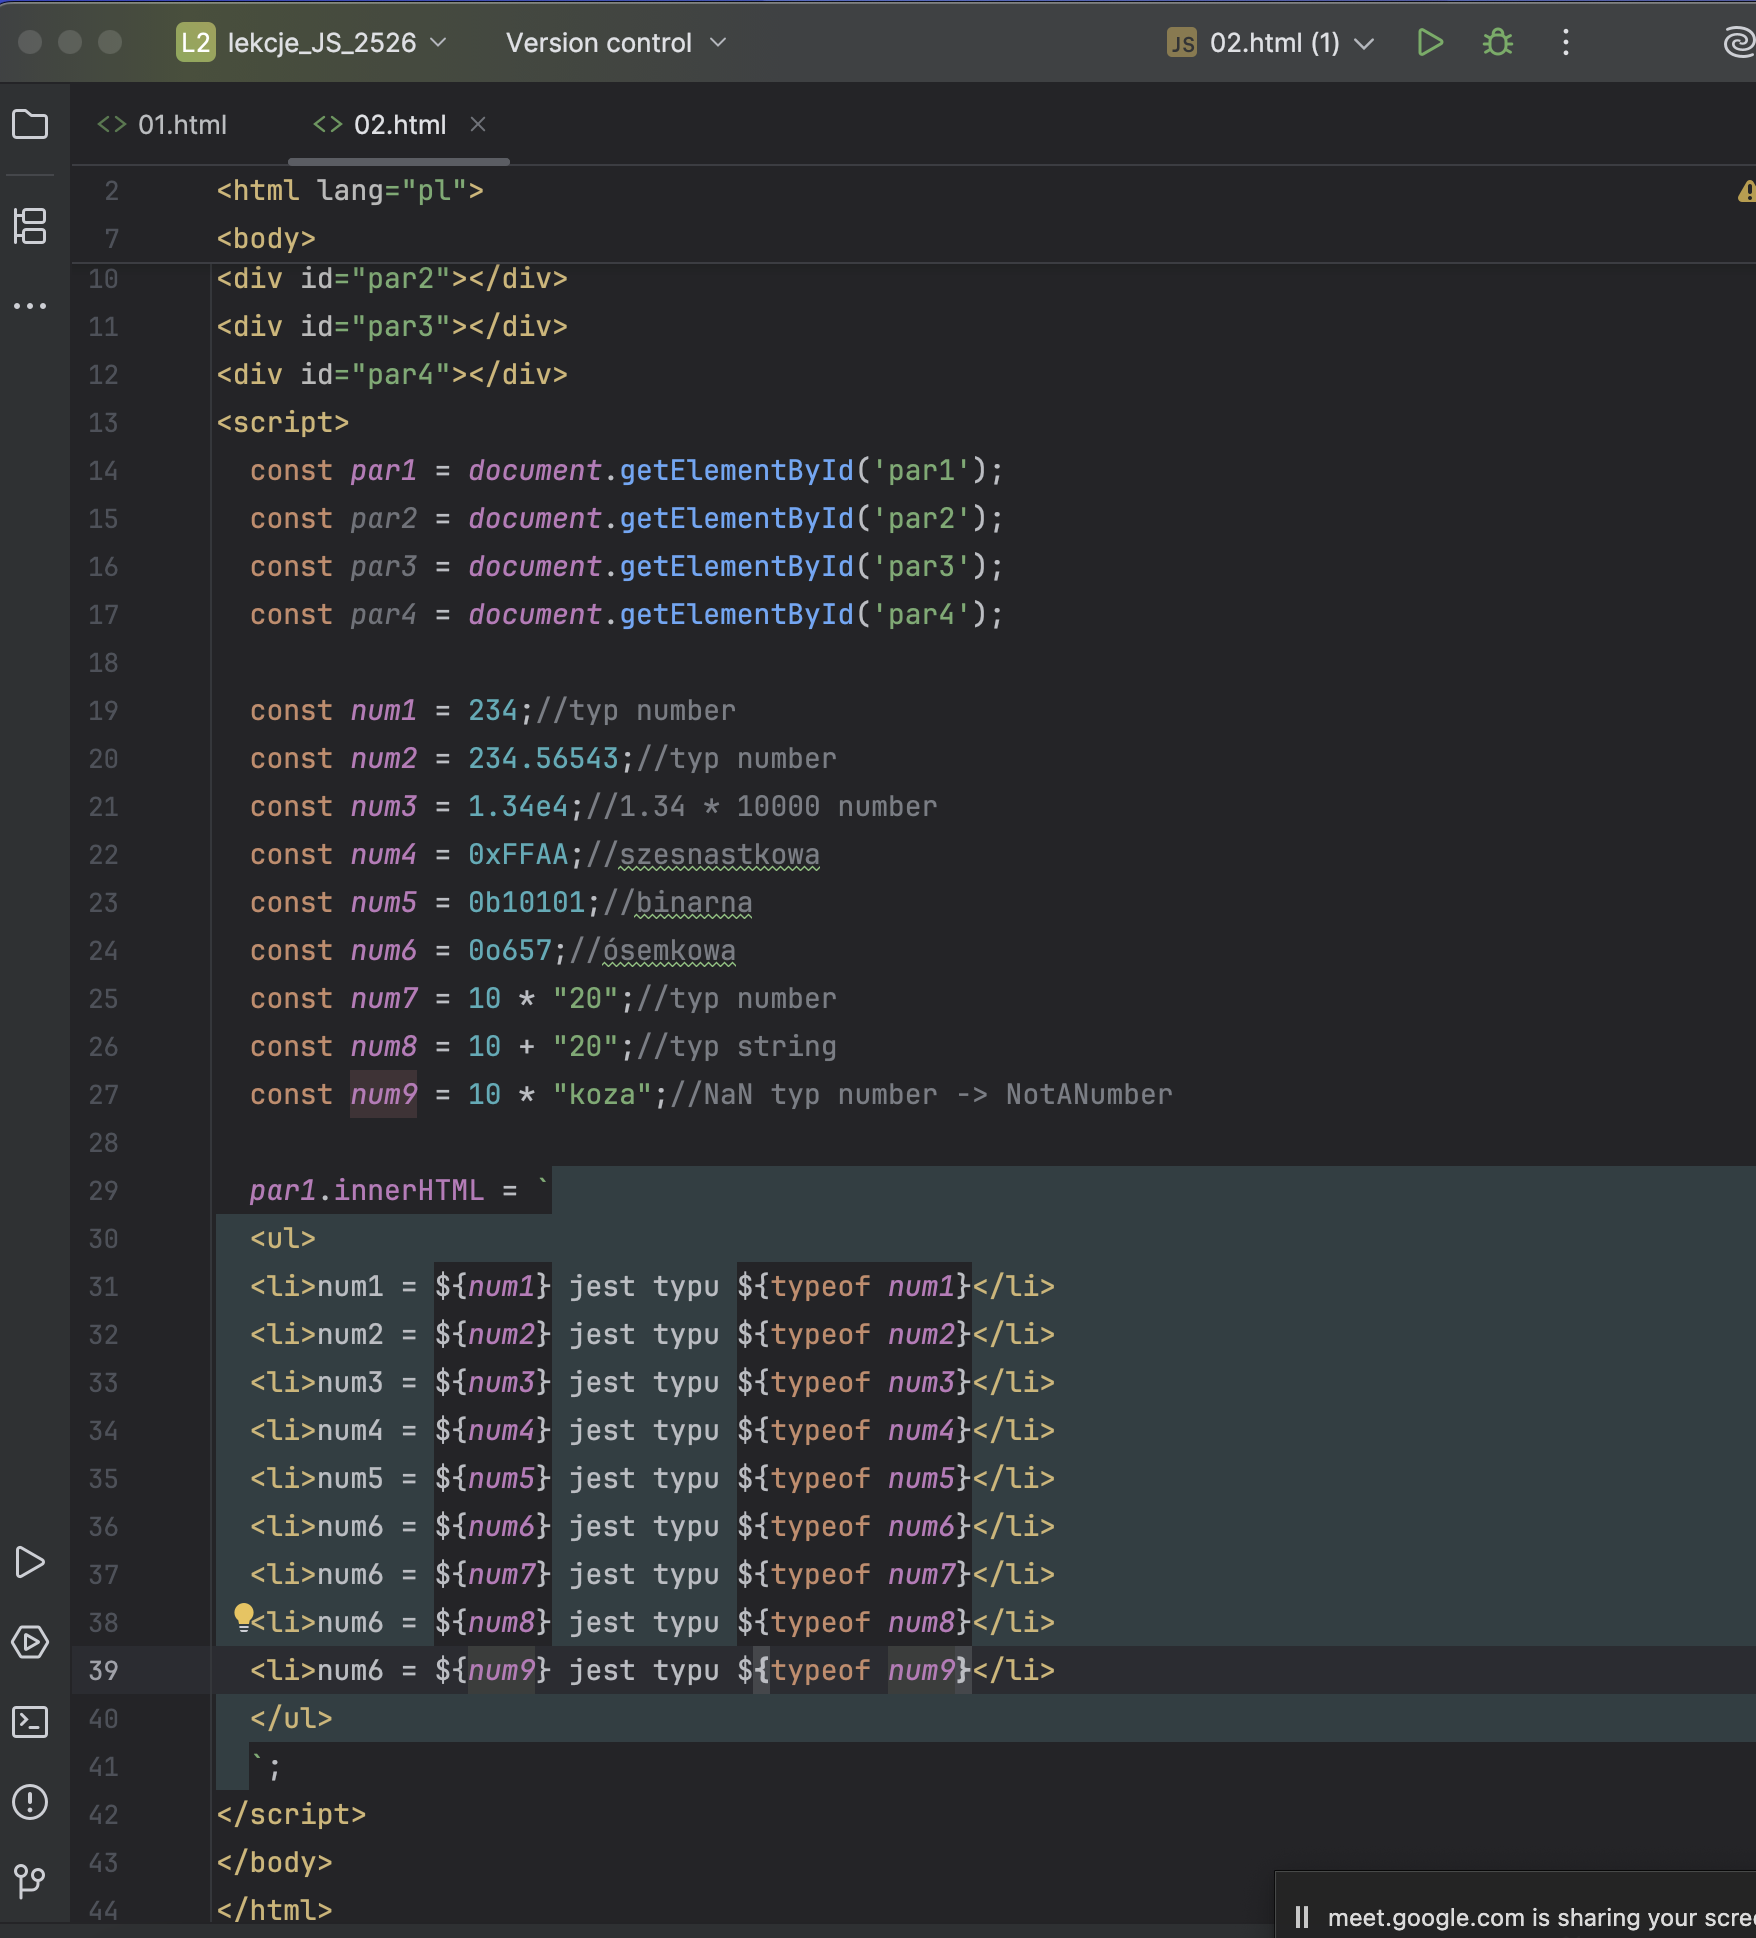 L2 lekcje_JS_2526 Version control JS 02.html (1)
<> 01.html <> 02.html ×
2 <html lang="pl">
7 <body>
10 <div id="par2"></div>
11 <div id="par3"></div>
12 <div id="par4"></div>
13 <script>
14 const par1 = document.getElementById('par1');
15 const par2 = document.getElementById('par2');
16 const par3 = document.getElementById('par3');
17 const par4 = document.getElementById('par4');
18
19 const num1 = 234;//typ number
20 const num2 = 234.56543;//typ number
21 const num3 = 1.34e4;//1.34 * 10000 number
22 const num4 = 0xFFAA;//szesnastkowa
23 const num5 = 0b10101;//binarna
24 const num6 = 0o657;//ósemkowa
25 const num7 = 10 * "20";//typ number
26 const num8 = 10 + "20";//typ string
27 const num9 = 10 * "koza";//NaN typ number -> NotANumber
28
29 par1.innerHTML = `
30 <ul>
31 <li>num1 = ${num1} jest typu ${typeof num1}</li>
32 <li>num2 = ${num2} jest typu ${typeof num2}</li>
33 <li>num3 = ${num3} jest typu ${typeof num3}</li>
34 <li>num4 = ${num4} jest typu ${typeof num4}</li>
35 <li>num5 = ${num5} jest typu ${typeof num5}</li>
36 <li>num6 = ${num6} jest typu ${typeof num6}</li>
37 <li>num6 = ${num7} jest typu ${typeof num7}</li>
38 <li>num6 = ${num8} jest typu ${typeof num8}</li>
39 <li>num6 = ${num9} jest typu ${typeof num9}</li>
40 </ul>
41 `;
42 </script>
43 </body>
44 </html>
meet.google.com is sharing your scre